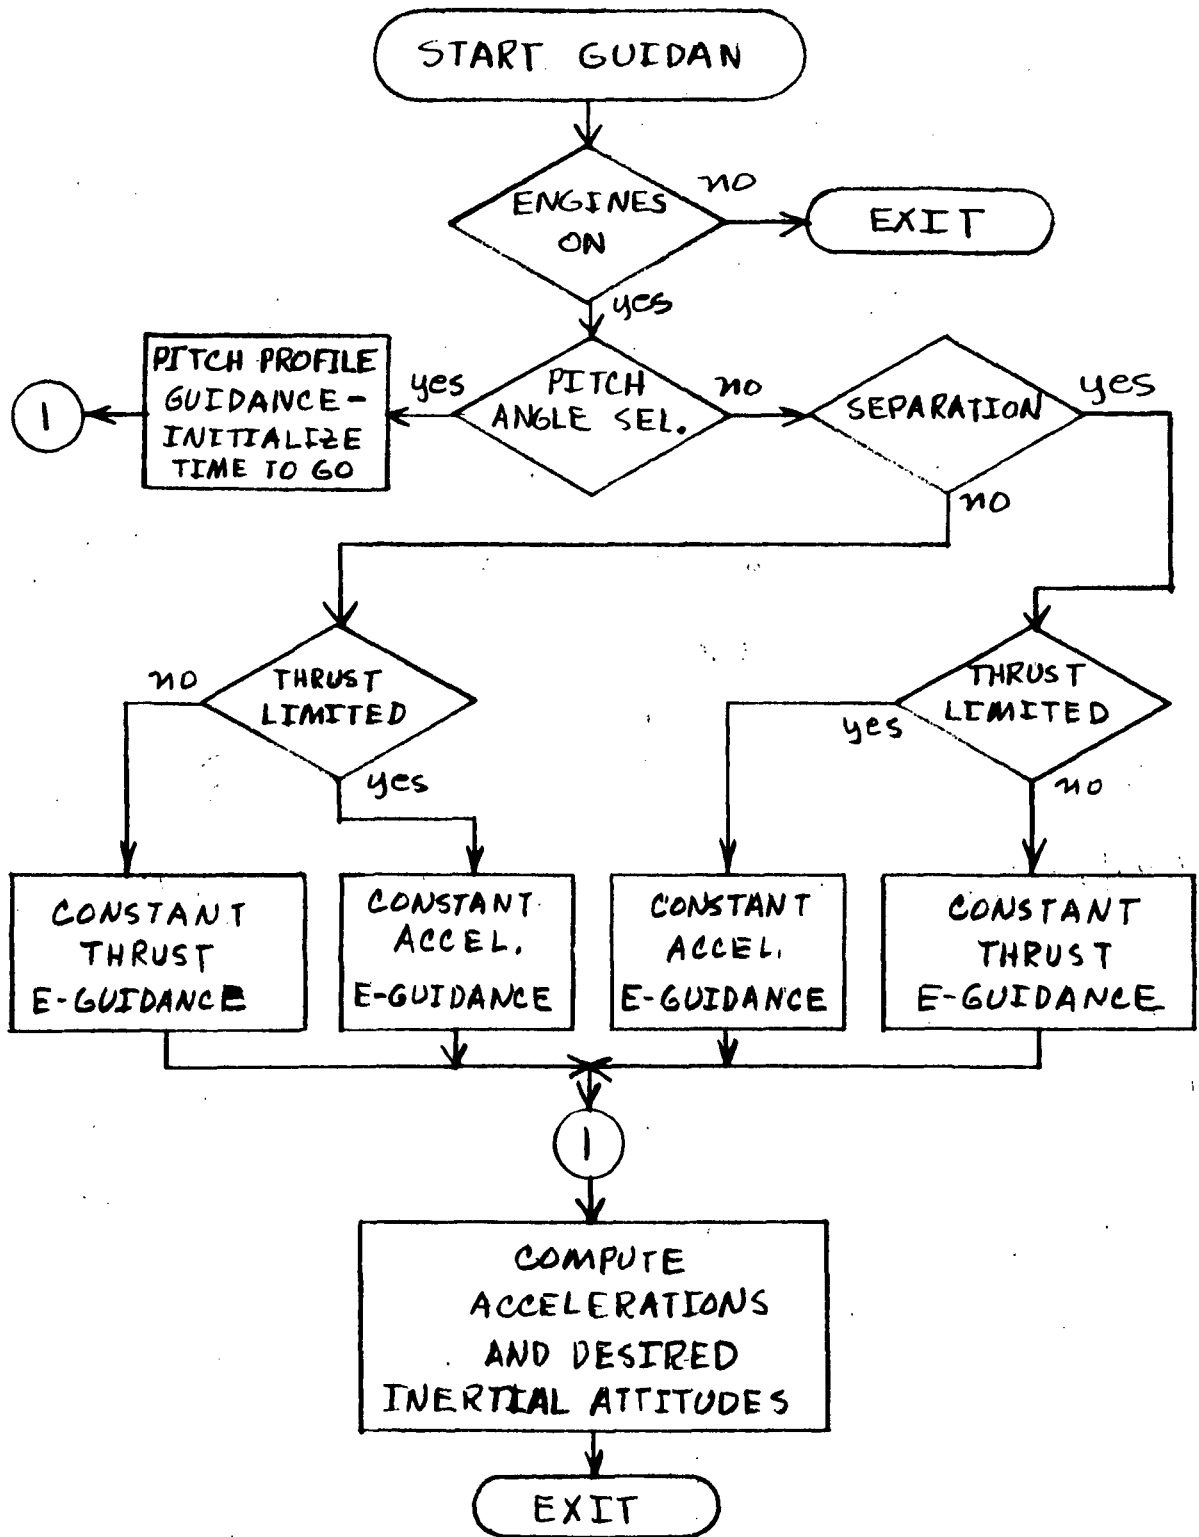 START GUIDAN
ENGINES
ON
no
EXIT
yes
PITCH PROFILE
GUIDANCE-
INITIALIZE
TIME TO GO
1
yes
PITCH
ANGLE SEL.
no
SEPARATION
yes
no
THRUST
LIMITED
no
yes
THRUST
LIMITED
yes
no
CONSTANT
THRUST
E-GUIDANCE
CONSTANT
ACCEL.
E-GUIDANCE
CONSTANT
ACCEL.
E-GUIDANCE
CONSTANT
THRUST
E-GUIDANCE
1
COMPUTE
ACCELERATIONS
AND DESIRED
INERTIAL ATTITUDES
EXIT